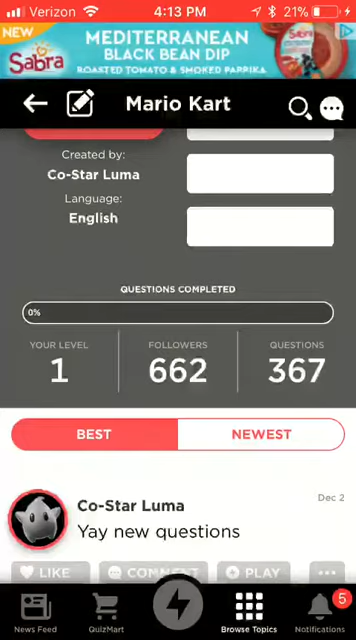 Verizon 4:13 PM 21%
NEW
Sabra
MEDITERRANEAN
BLACK BEAN DIP
ROASTED TOMATO & SMOKED PAPRIKA
Mario Kart
Created by:
Co-Star Luma
Language:
English
QUESTIONS COMPLETED
0%
YOUR LEVEL
1
FOLLOWERS
662
QUESTIONS
367
BEST
NEWEST
Co-Star Luma
Dec 2
Yay new questions
LIKE
COMMENT
PLAY
5
News Feed
QuizMart
Browse Topics
Notifications